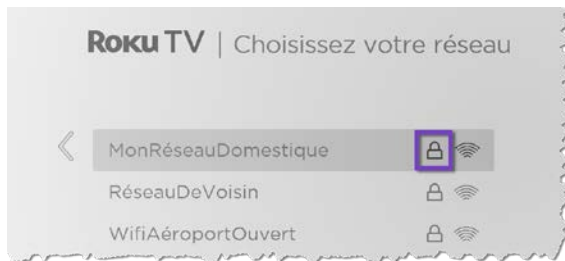 Roku TV | Choisissez votre réseau
MonRéseauDomestique
RéseauDeVoisin
WifiAéroportOuvert